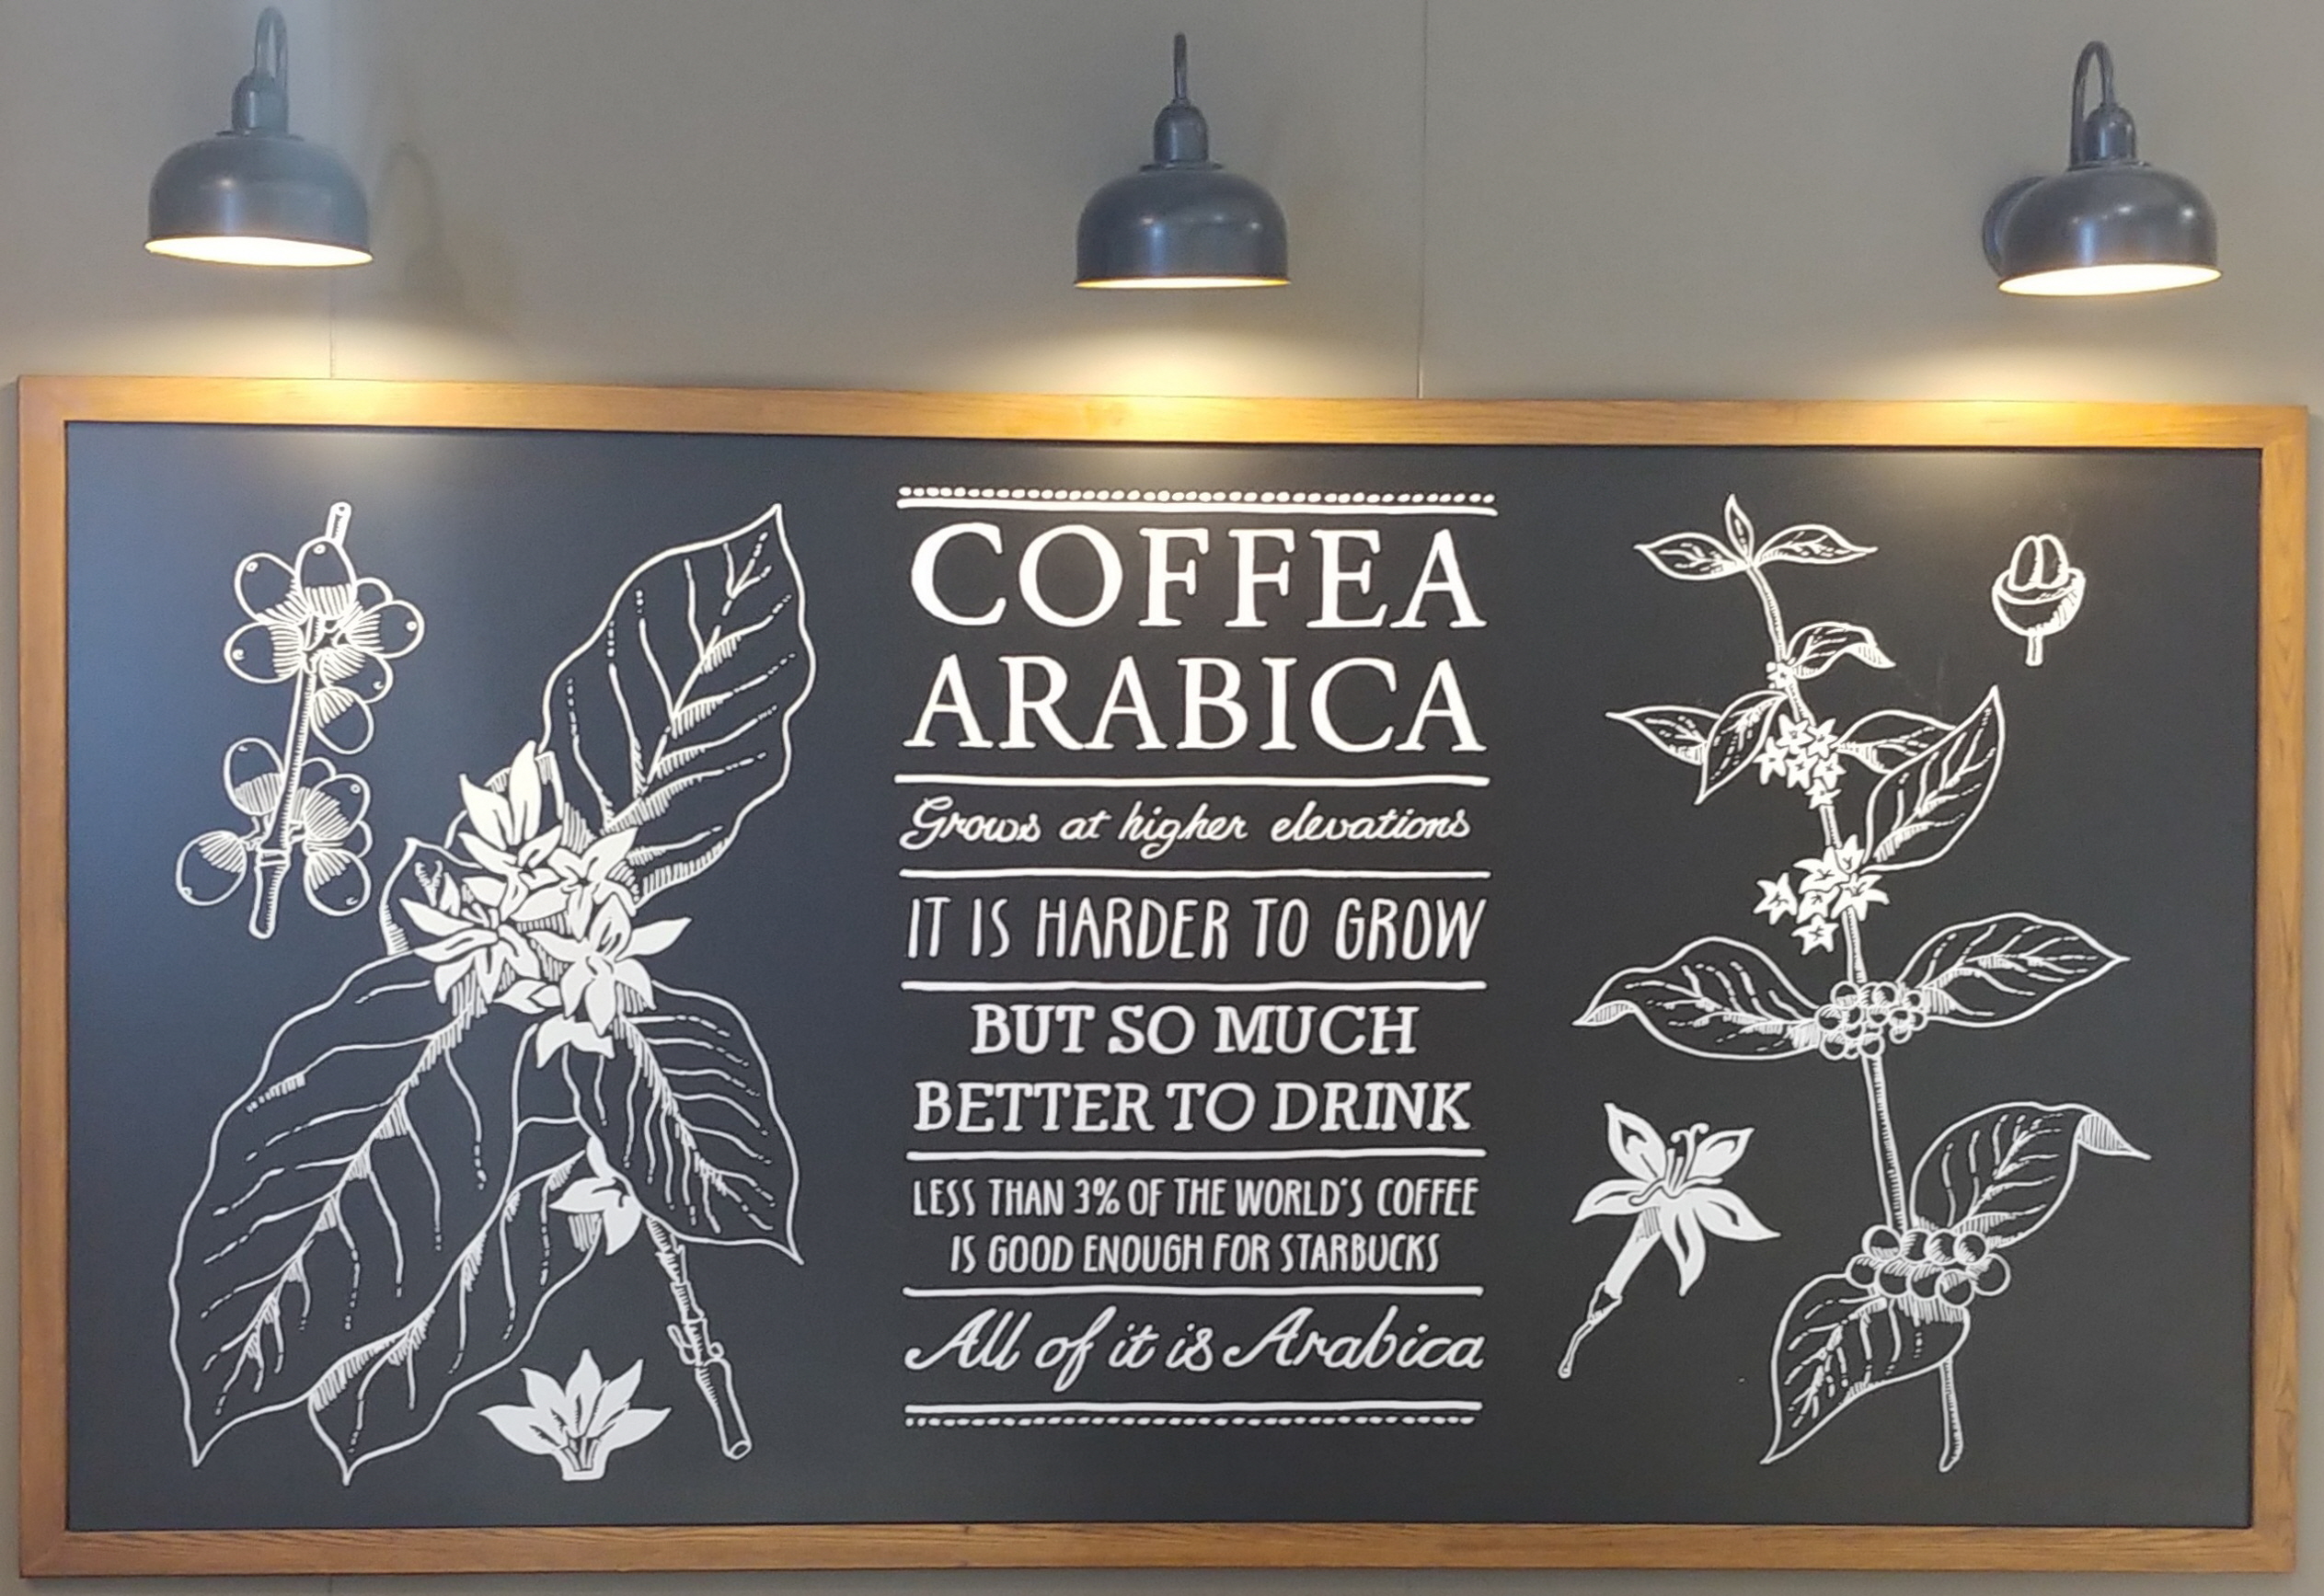 COFFEA
ARABICA
Grows at higher elevations
IT IS HARDER TO GROW
BUT SO MUCH
BETTER TO DRINK
LESS THAN 3% OF THE WORLD'S COFFEE
IS GOOD ENOUGH FOR STARBUCKS
All of it is Arabica